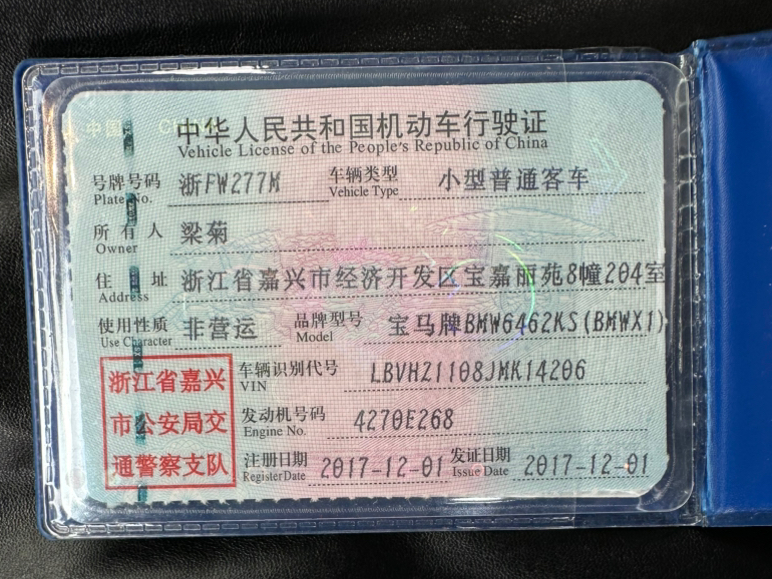 中国 CHINA
中华人民共和国机动车行驶证
Vehicle License of the People's Republic of China
号牌号码 浙FW277M 车辆类型 小型普通客车
Plate No. Vehicle Type
所有人 梁菊
Owner
住址 浙江省嘉兴市经济开发区宝嘉丽苑8幢204室
Address
使用性质 非营运 品牌型号 宝马牌BMW6462KS(BMWX1)
Use Character Model
浙江省嘉兴 车辆识别代号 LBVHZ1108JMK14206
VIN
市公安局交 发动机号码 4270E268
Engine No.
通警察支队 注册日期 2017-12-01 发证日期 2017-12-01
Register Date Issue Date